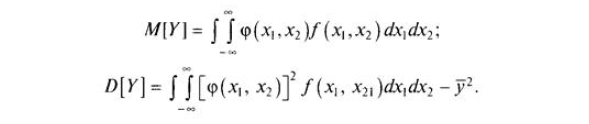 M[Y] = ∫∫_{-∞}^{∞} φ(x₁, x₂) f(x₁, x₂) dx₁dx₂;
D[Y] = ∫∫_{-∞}^{∞} [φ(x₁, x₂)]² f(x₁, x₂₁) dx₁dx₂ − ȳ².